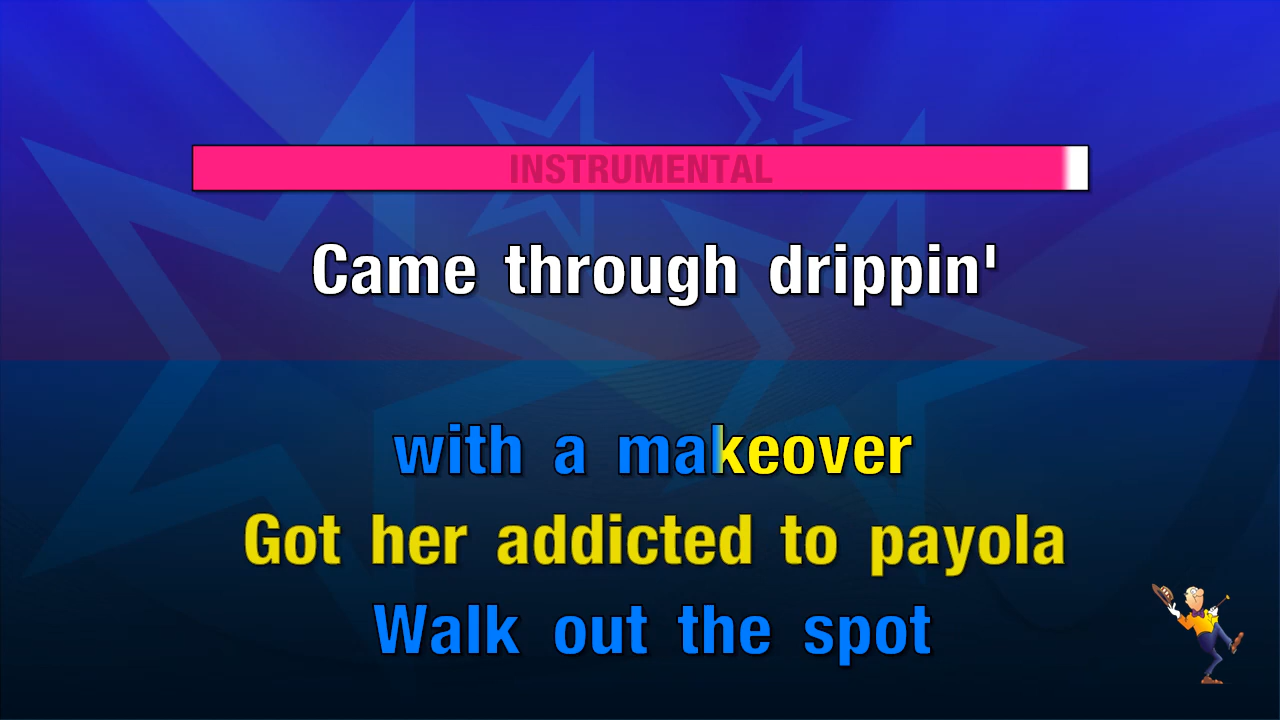 INSTRUMENTAL
Came through drippin'
with a makeover
Got her addicted to payola
Walk out the spot